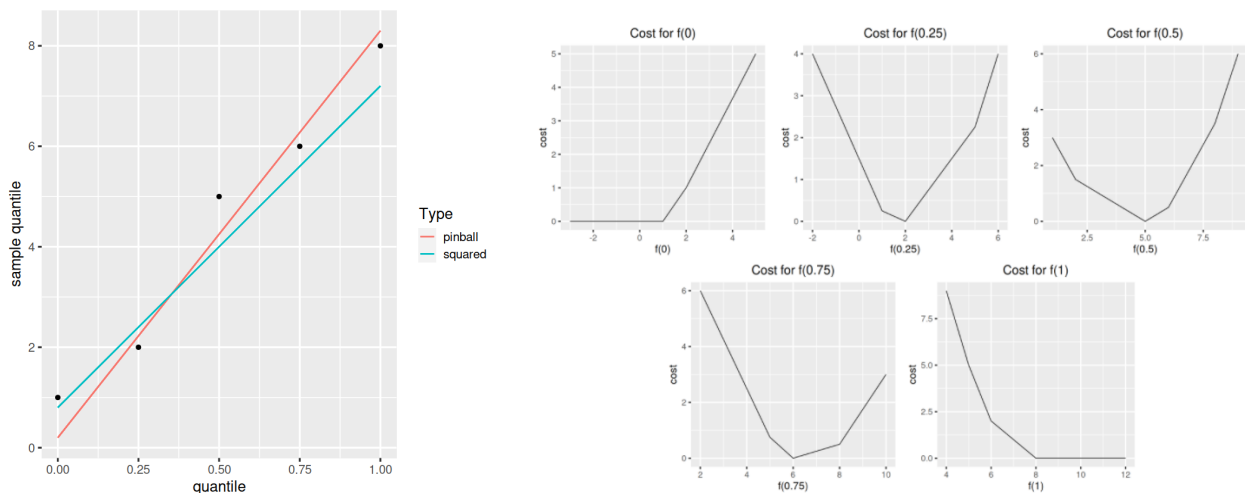 sample quantile
8
6
4
2
0
0.00 0.25 0.50 0.75 1.00
quantile
Type
pinball
squared
Cost for f(0)
cost
5
4
3
2
1
0
-2 0 2 4
f(0)
Cost for f(0.25)
cost
4
3
2
1
0
-2 0 2 4 6
f(0.25)
Cost for f(0.5)
cost
6
4
2
0
2.5 5.0 7.5
f(0.5)
Cost for f(0.75)
cost
6
4
2
0
2 4 6 8 10
f(0.75)
Cost for f(1)
cost
7.5
5.0
2.5
0.0
4 6 8 10 12
f(1)